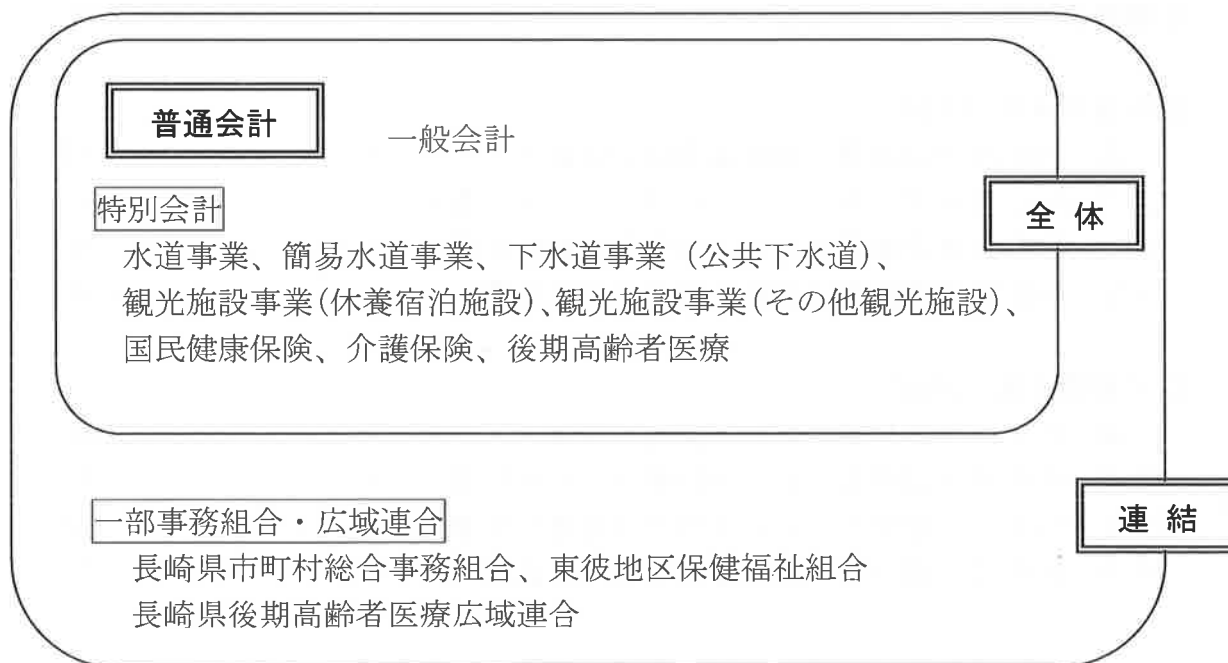 普通会計
一般会計
特別会計
全 体
水道事業、簡易水道事業、下水道事業（公共下水道）、
観光施設事業(休養宿泊施設)、観光施設事業(その他観光施設)、
国民健康保険、介護保険、後期高齢者医療
一部事務組合・広域連合
連 結
長崎県市町村総合事務組合、東彼地区保健福祉組合
長崎県後期高齢者医療広域連合